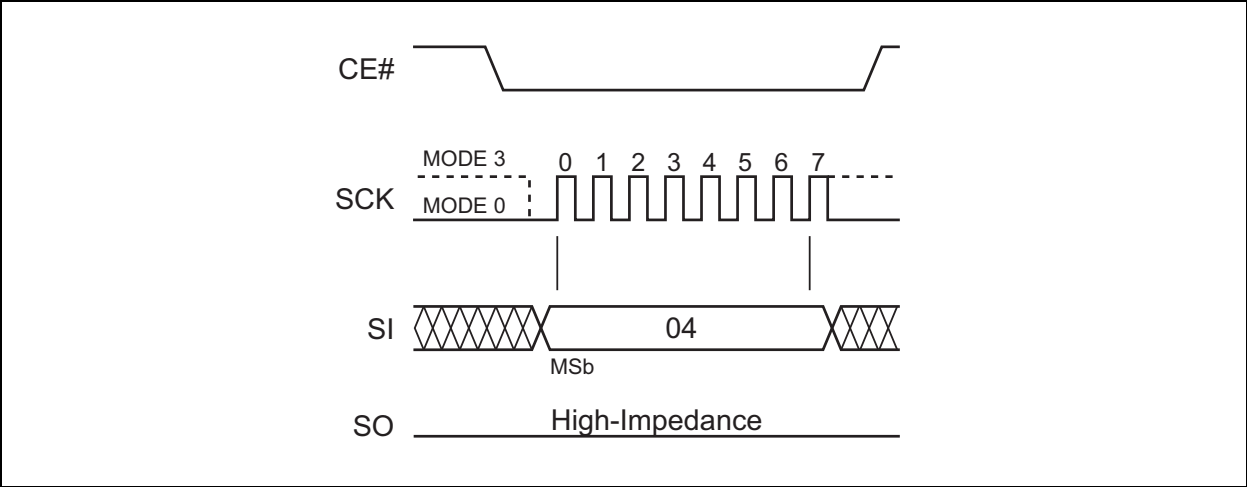 CE#
MODE 3
0 1 2 3 4 5 6 7
SCK
MODE 0
SI
04
MSb
SO
High-Impedance